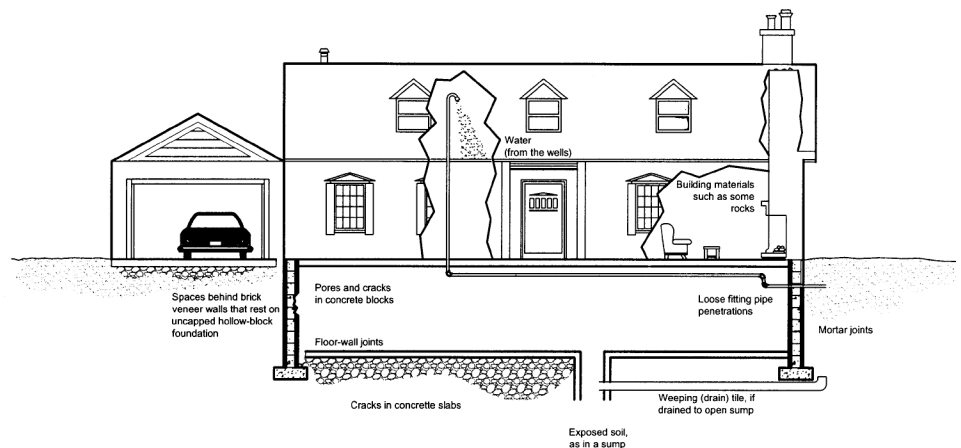 Water
(from the wells)
Building materials
such as some
rocks
Spaces behind brick
veneer walls that rest on
uncapped hollow-block
foundation
Pores and cracks
in concrete blocks
Loose fitting pipe
penetrations
Mortar joints
Floor-wall joints
Cracks in concrette slabs
Weeping (drain) tile, if
drained to open sump
Exposed soil,
as in a sump